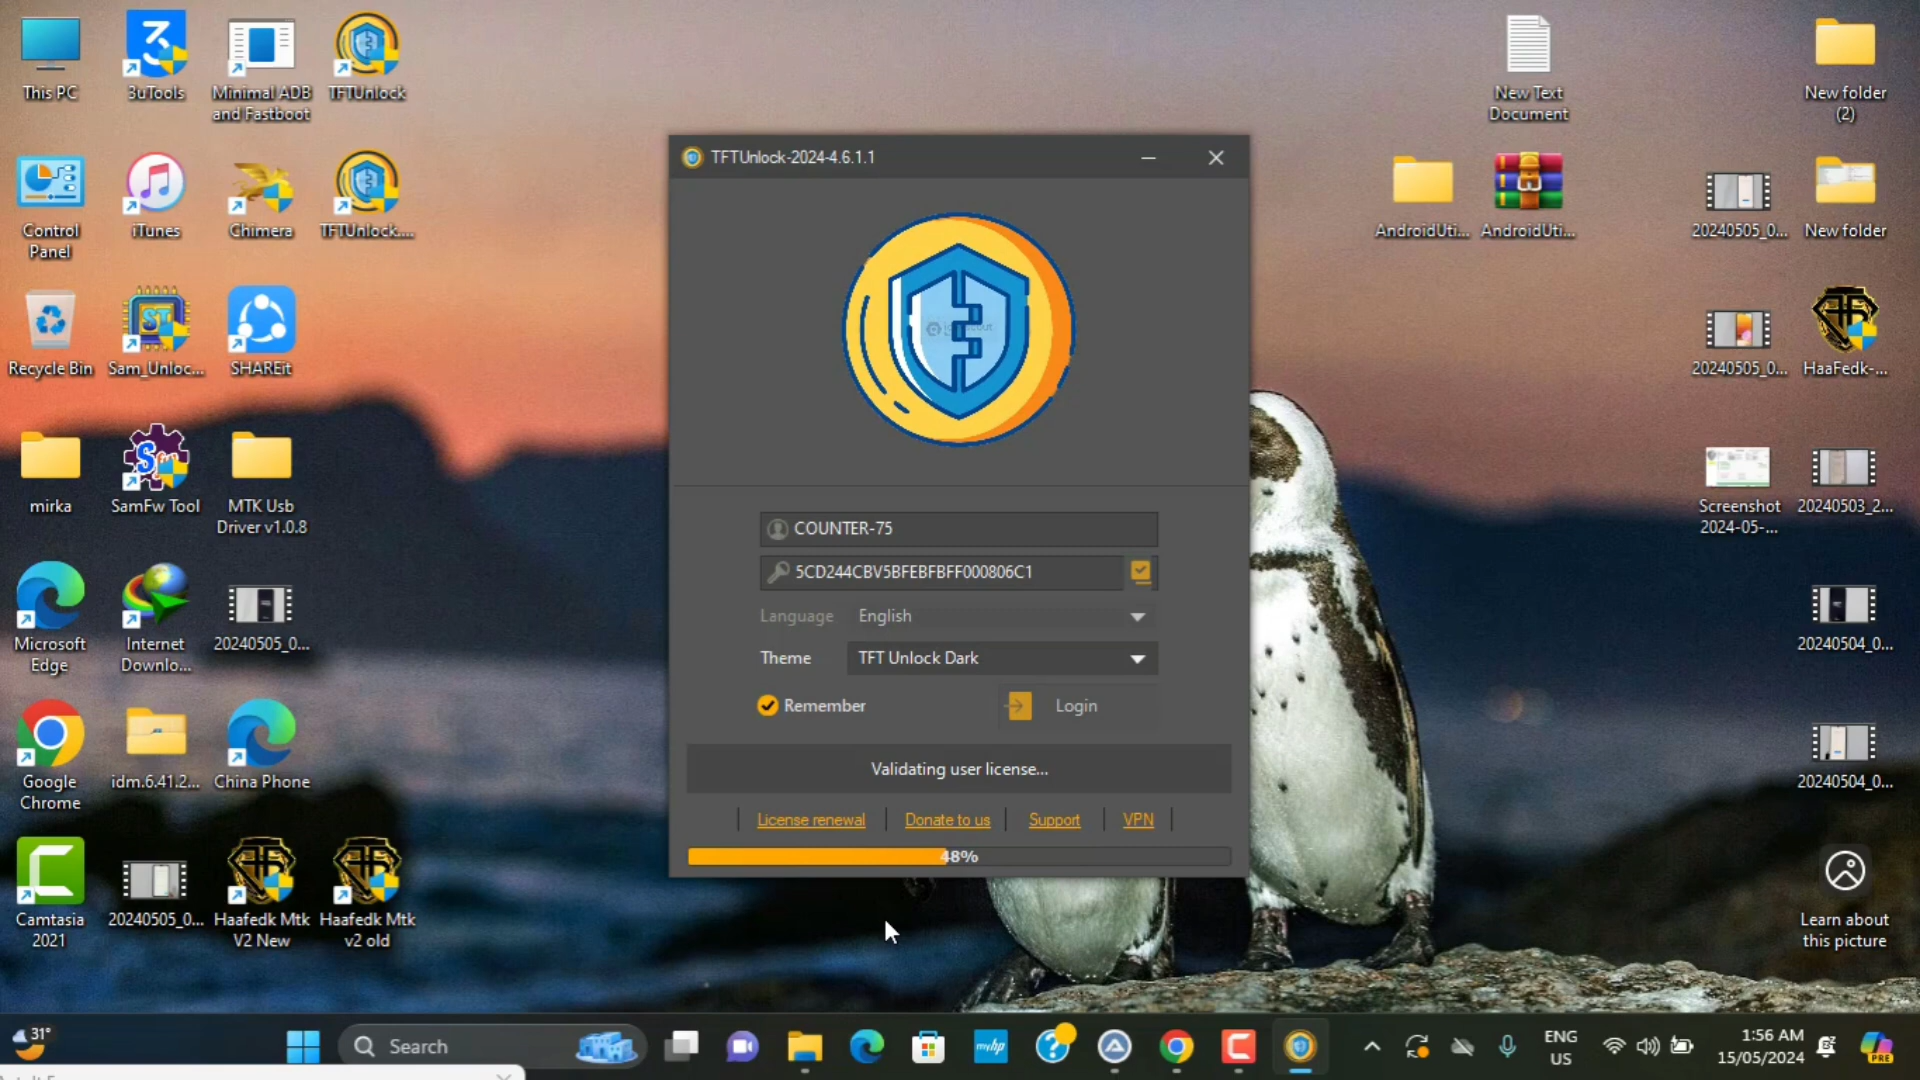 This PC
3uTools
Minimal ADB
and Fastboot
TFTUnlock
New Text
Document
New folder
(2)
Control
Panel
iTunes
Chimera
TFTUnlock....
AndroidUti...
AndroidUti...
20240505_0...
New folder
Recycle Bin
Sam_Unloc...
SHAREit
20240505_0...
HaaFedk-...
mirka
SamFw Tool
MTK Usb
Driver v1.0.8
Screenshot
2024-05-...
20240503_2...
Microsoft
Edge
Internet
Downlo...
20240505_0...
20240504_0...
Google
Chrome
idm.6.41.2...
China Phone
20240504_0...
Camtasia
2021
20240505_0...
Haafedk Mtk
V2 New
Haafedk Mtk
v2 old
Learn about
this picture
TFTUnlock-2024-4.6.1.1
COUNTER-75
5CD244CBV5BFEBFBFF000806C1
Language English
Theme TFT Unlock Dark
Remember
Login
Validating user license...
License renewal
Donate to us
Support
VPN
48%
31°
Search
myhp
ENG
US
1:56 AM
15/05/2024
PRE